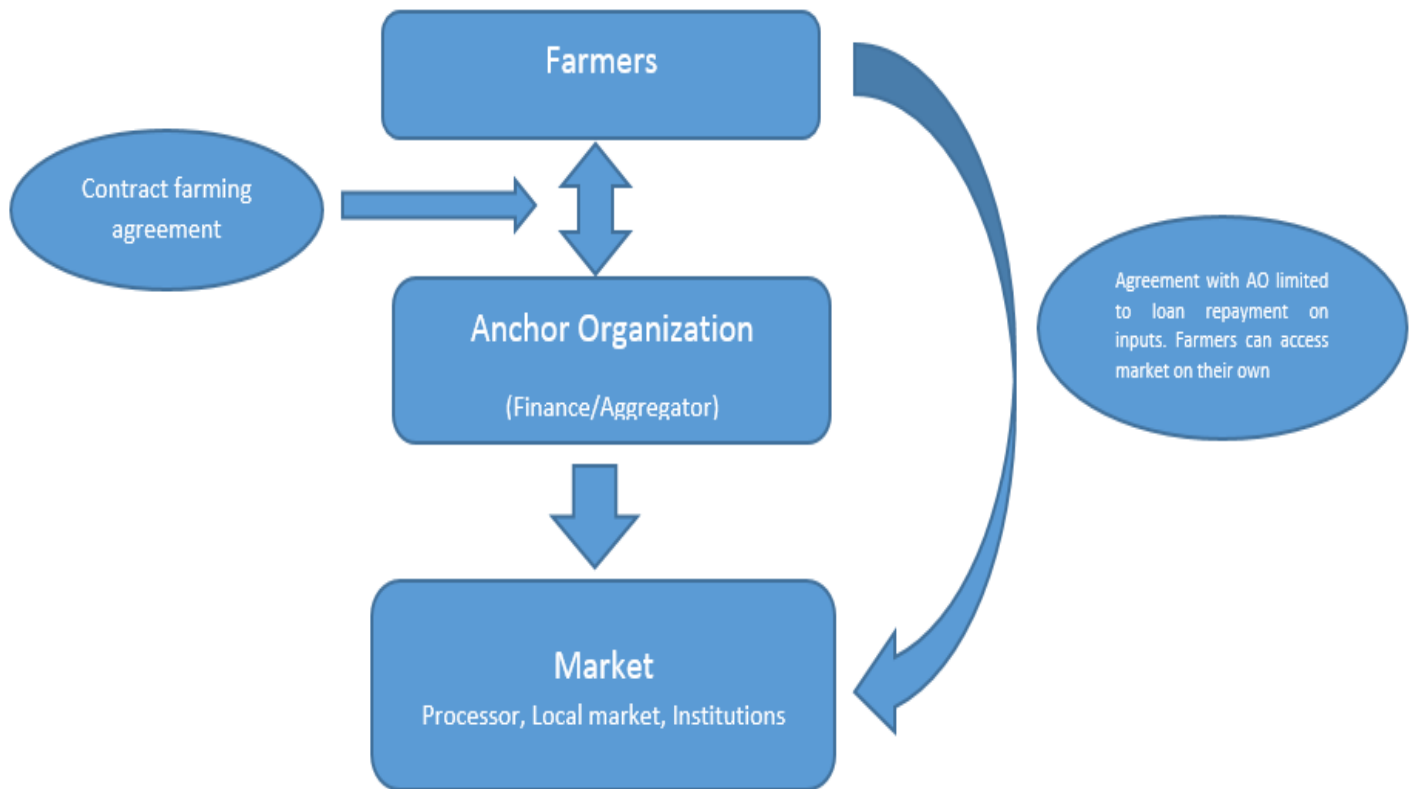 Farmers
Contract farming
agreement
Anchor Organization
(Finance/Aggregator)
Agreement with AO limited
to loan repayment on
inputs. Farmers can access
market on their own
Market
Processor, Local market, Institutions